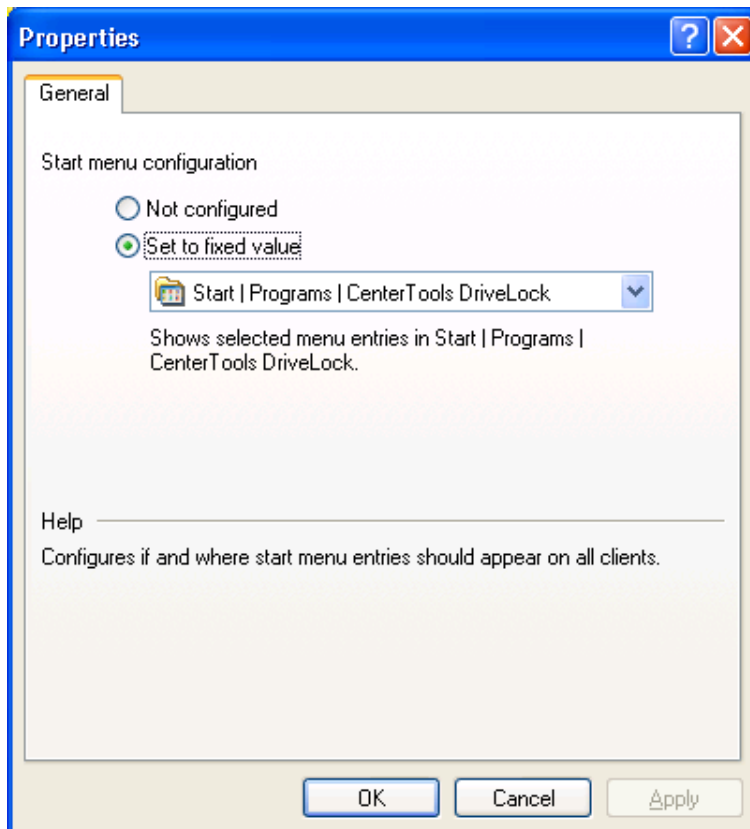 Properties
General
Start menu configuration
Not configured
Set to fixed value
Start | Programs | CenterTools DriveLock
Shows selected menu entries in Start | Programs |
CenterTools DriveLock.
Help
Configures if and where start menu entries should appear on all clients.
OK Cancel Apply